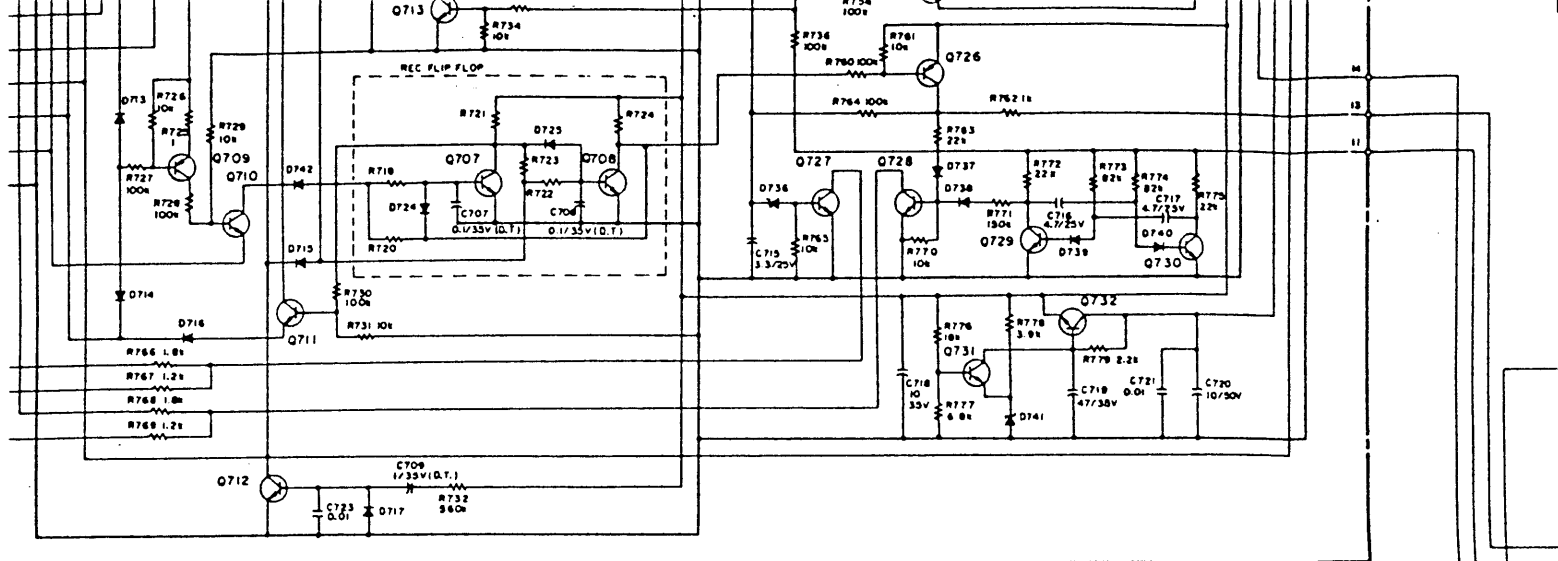 Q713
R734
10k
R754
100k
R736
100k
R761
10k
Q726
R760 100k
REC FLIP FLOP
14
D713
R726
10k
R729
10k
R721
R724
R764 100k
R762 1k
13
D725
R763
22k
11
Q709
Q710
D742
R719
Q707
R723
Q708
Q727
Q728
D737
R772
22k
R773
82k
R774
82k
R775
22k
R727
100k
R722
D736
D738
R728
100k
D724
C707
0.1/35V (D.T)
0.1/35V (D.T)
R771
C716
4.7/25V
C717
4.7/25V
R720
R765
10k
R770
10k
Q729
D739
D740
D715
C715
3.3/25V
Q730
D714
R730
100k
Q732
D716
R731 10k
Q711
R776
18k
R778
3.9k
Q731
R766 1.8k
R779 2.2k
R767 1.2k
C718
10
35V
C719
47/35V
C721
0.01
C720
10/50V
R768 1.8k
R777
6.8k
D741
R769 1.2k
C709
1/35V (D.T.)
Q712
R732
560k
C723
0.01
D717